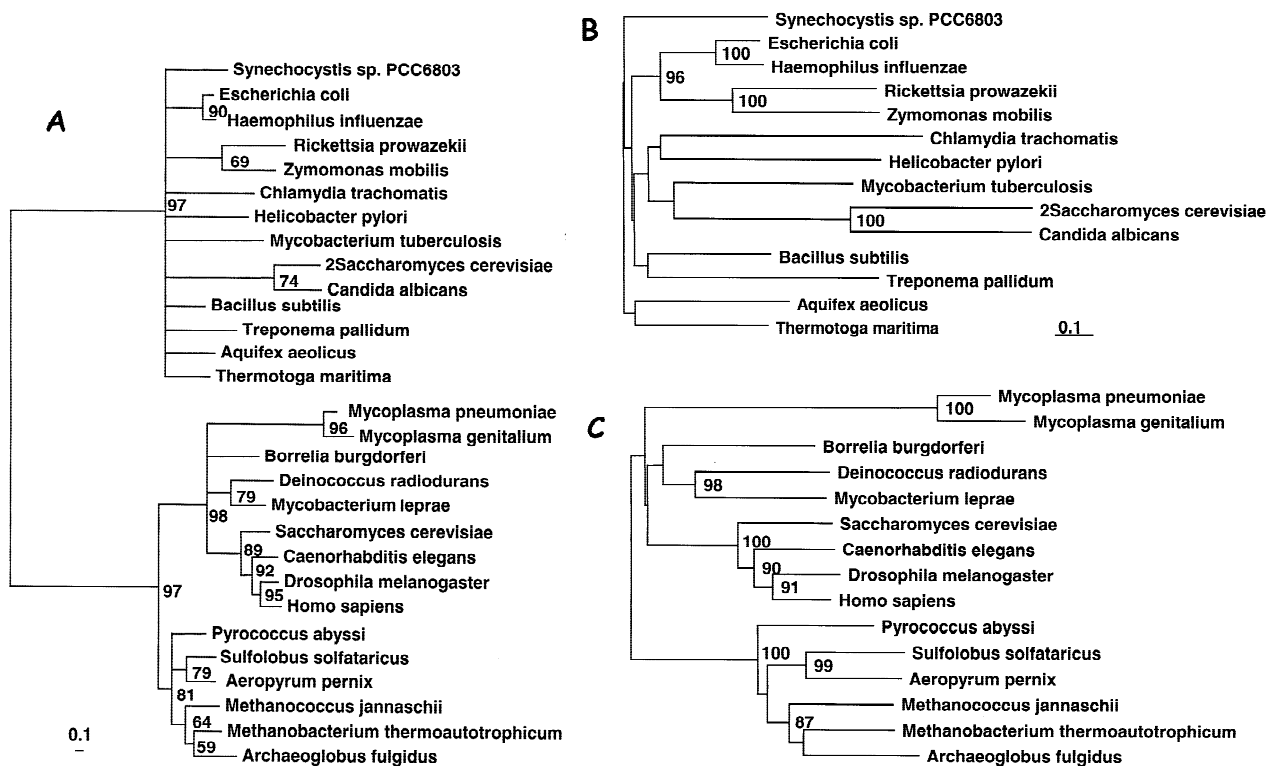 A
Synechocystis sp. PCC6803
Escherichia coli
90
Haemophilus influenzae
Rickettsia prowazekii
69
Zymomonas mobilis
Chlamydia trachomatis
97
Helicobacter pylori
Mycobacterium tuberculosis
2Saccharomyces cerevisiae
74
Candida albicans
Bacillus subtilis
Treponema pallidum
Aquifex aeolicus
Thermotoga maritima
Mycoplasma pneumoniae
96
Mycoplasma genitalium
Borrelia burgdorferi
Deinococcus radiodurans
79
Mycobacterium leprae
98
Saccharomyces cerevisiae
89
Caenorhabditis elegans
92
Drosophila melanogaster
95
Homo sapiens
97
Pyrococcus abyssi
Sulfolobus solfataricus
79
Aeropyrum pernix
81
Methanococcus jannaschii
64
Methanobacterium thermoautotrophicum
59
Archaeoglobus fulgidus
0.1
B
Synechocystis sp. PCC6803
Escherichia coli
100
Haemophilus influenzae
96
Rickettsia prowazekii
100
Zymomonas mobilis
Chlamydia trachomatis
Helicobacter pylori
Mycobacterium tuberculosis
2Saccharomyces cerevisiae
100
Candida albicans
Bacillus subtilis
Treponema pallidum
Aquifex aeolicus
Thermotoga maritima
0.1
C
Mycoplasma pneumoniae
100
Mycoplasma genitalium
Borrelia burgdorferi
Deinococcus radiodurans
98
Mycobacterium leprae
Saccharomyces cerevisiae
100
Caenorhabditis elegans
90
Drosophila melanogaster
91
Homo sapiens
Pyrococcus abyssi
100
Sulfolobus solfataricus
99
Aeropyrum pernix
Methanococcus jannaschii
87
Methanobacterium thermoautotrophicum
Archaeoglobus fulgidus